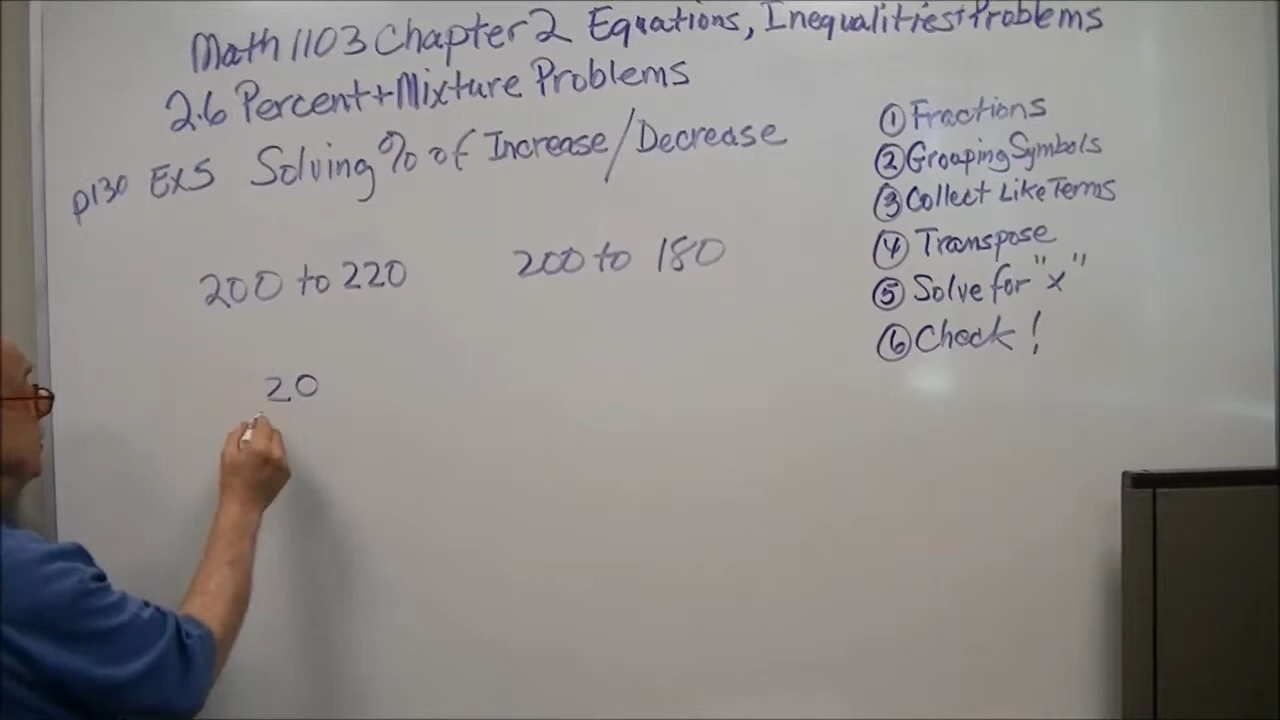 Math 1103 Chapter 2 Equations, Inequalities + Problems
2.6 Percent + Mixture Problems
p130 Ex5 Solving % of Increase/Decrease
200 to 220
200 to 180
20
① Fractions
② Grouping Symbols
③ Collect Like Terms
④ Transpose
⑤ Solve for "x"
⑥ Check!